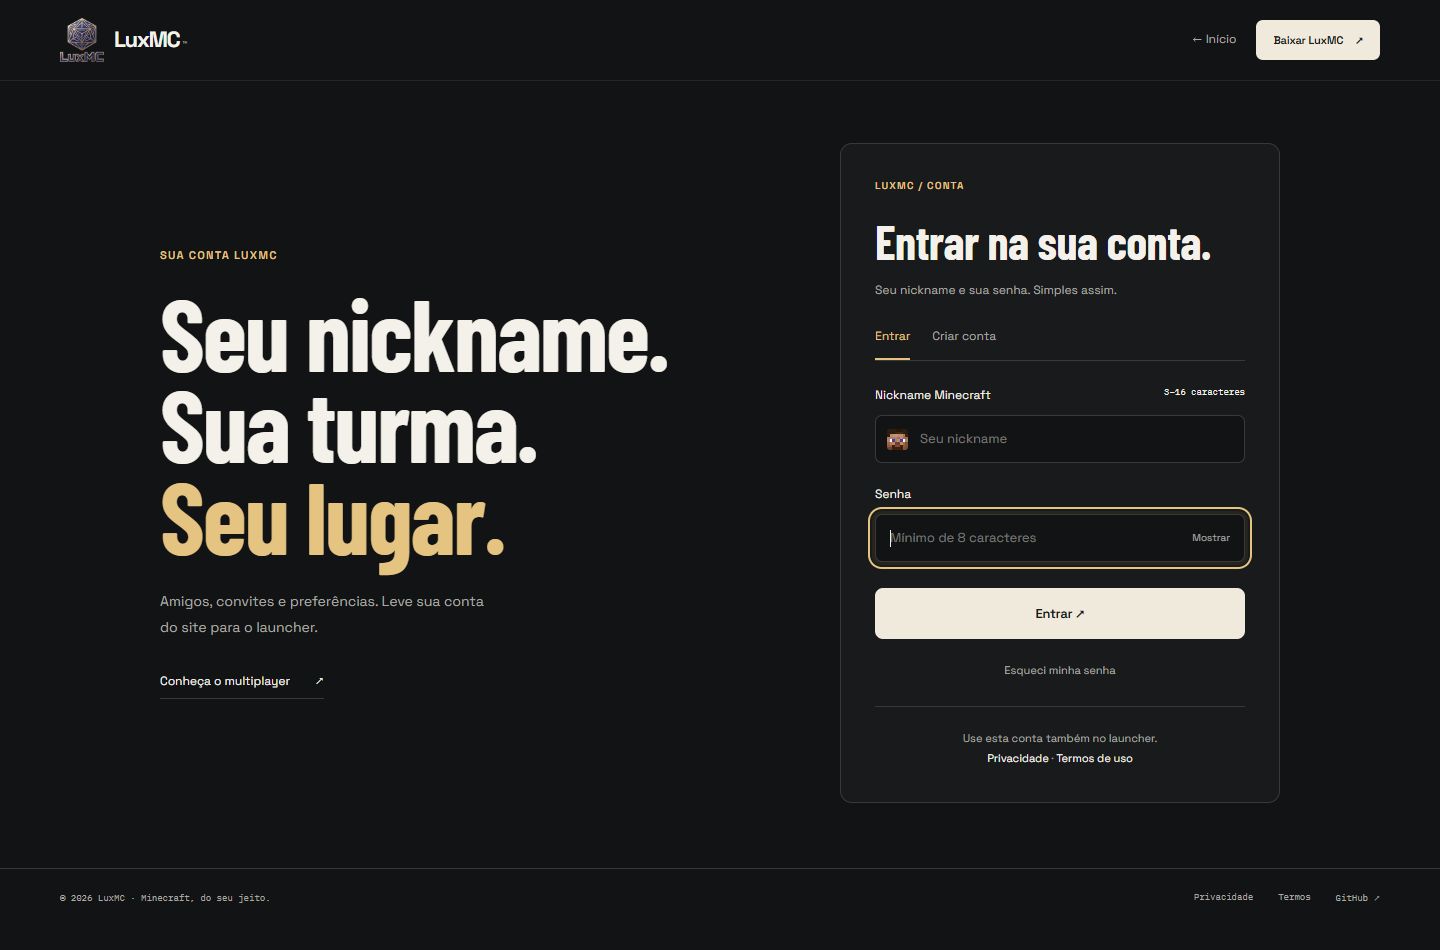 LuxMC
LuxMC™
← Início
Baixar LuxMC ↗
SUA CONTA LUXMC
Seu nickname.
Sua turma.
Seu lugar.
Amigos, convites e preferências. Leve sua conta
do site para o launcher.
Conheça o multiplayer ↗
LUXMC / CONTA
Entrar na sua conta.
Seu nickname e sua senha. Simples assim.
Entrar
Criar conta
Nickname Minecraft
3–16 caracteres
Seu nickname
Senha
Mínimo de 8 caracteres
Mostrar
Entrar ↗
Esqueci minha senha
Use esta conta também no launcher.
Privacidade · Termos de uso
© 2026 LuxMC · Minecraft, do seu jeito.
Privacidade
Termos
GitHub ↗